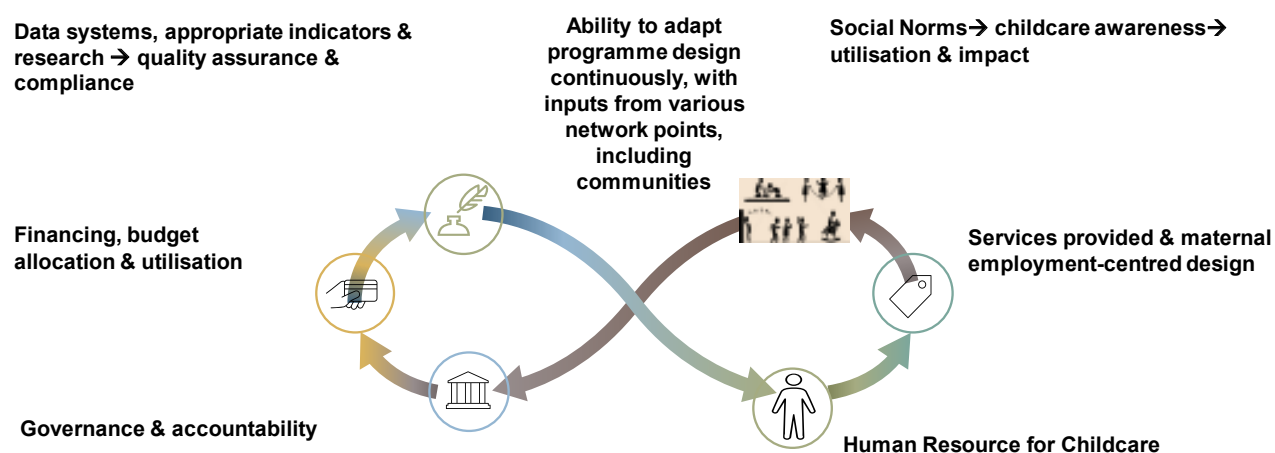 Data systems, appropriate indicators &
research → quality assurance &
compliance
Ability to adapt
programme design
continuously, with
inputs from various
network points,
including
communities
Social Norms→ childcare awareness→
utilisation & impact
Financing, budget
allocation & utilisation
Services provided & maternal
employment-centred design
Governance & accountability
Human Resource for Childcare